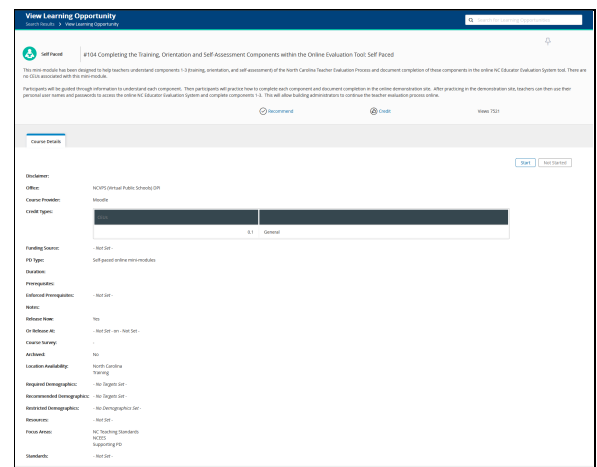 View Learning Opportunity
Search Results > View Learning Opportunity
Search for Learning Opportunities
Self Paced
#104 Completing the Training, Orientation and Self-Assessment Components within the Online Evaluation Tool: Self Paced
This mini-module has been designed to help teachers understand components 1-3 (training, orientation, and self-assessment) of the North Carolina Teacher Evaluation Process and document completion of these components in the online NC Educator Evaluation System tool. There are
no CEUs associated with this mini-module.
Participants will be guided through information to understand each component. Then participants will practice how to complete each component and document completion in the online demonstration site. After practicing in the demonstration site, teachers can then use their
personal user names and passwords to access the online NC Educator Evaluation System and complete components 1-3. This will allow building administrators to continue the teacher evaluation process online.
Recommend Credit Views 7531
Course Details
Start Not Started
Disclaimer:
Office: NCVPS (Virtual Public Schools) DPI
Course Provider: Moodle
Credit Types:
0.1 General
Funding Source: - Not Set -
PD Type: Self-paced online mini-modules
Duration:
Prerequisites:
Enforced Prerequisites: - Not Set -
Notes:
Release Now: Yes
Or Release At: - Not Set - on - Not Set -
Course Survey: -
Archived: No
Location Availability: North Carolina
Training
Required Demographics: - No Targets Set -
Recommended Demographics: - No Targets Set -
Restricted Demographics: - No Demographics Set -
Resources: - Not Set -
Focus Areas: NC Teaching Standards
NCEES
Supporting PD
Standards: - Not Set -